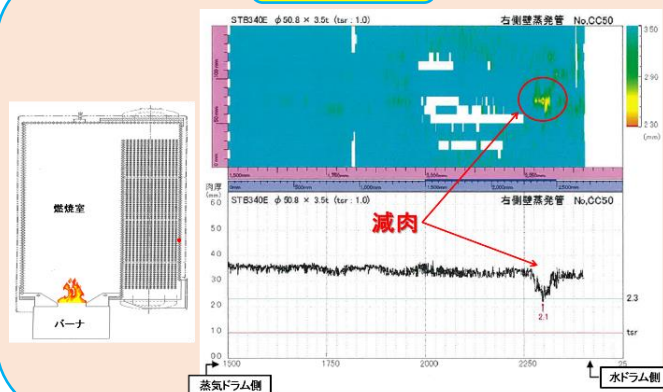 STB340E φ50.8 × 3.5t (tsr : 1.0)
右側壁蒸発管 No,CC50
3.50
2.90
2.30
(mm)
肉厚
(mm)
STB340E φ50.8 × 3.5t (tsr : 1.0)
右側壁蒸発管 No,CC50
6.0
5.0
4.0
3.0
2.0
1.0
0.0
減肉
2.3
2.1
tsr
1500
1750
2000
2250
蒸気ドラム側
水ドラム側
燃焼室
バーナ